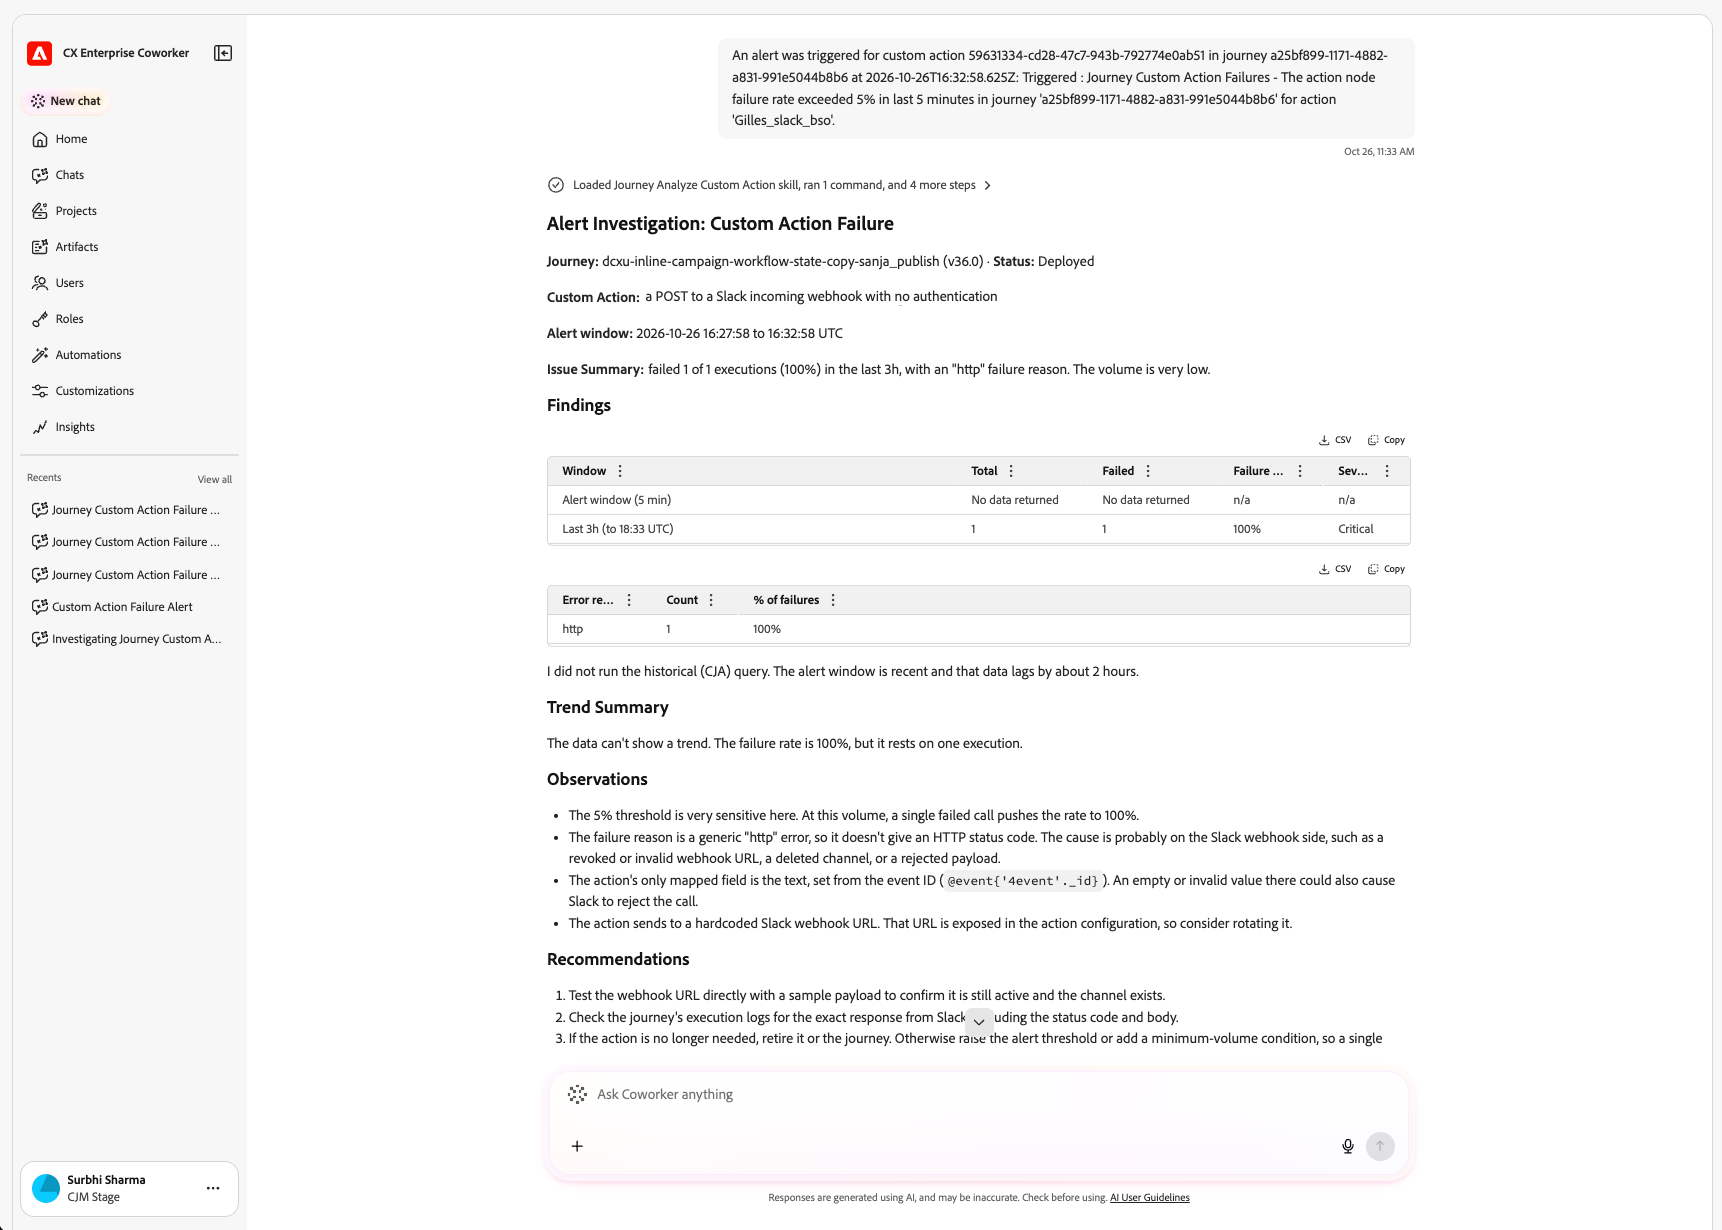 CX Enterprise Coworker
New chat
Home
Chats
Projects
Artifacts
Users
Roles
Automations
Customizations
Insights
Recents
View all
Journey Custom Action Failure ...
Journey Custom Action Failure ...
Journey Custom Action Failure ...
Custom Action Failure Alert
Investigating Journey Custom A...
Surbhi Sharma
CJM Stage
An alert was triggered for custom action 59631334-cd28-47c7-943b-792774e0ab51 in journey a25bf899-1171-4882-
a831-991e5044b8b6 at 2026-10-26T16:32:58.625Z: Triggered : Journey Custom Action Failures - The action node
failure rate exceeded 5% in last 5 minutes in journey 'a25bf899-1171-4882-a831-991e5044b8b6' for action
'Gilles_slack_bso'.
Oct 26, 11:33 AM
Loaded Journey Analyze Custom Action skill, ran 1 command, and 4 more steps
Alert Investigation: Custom Action Failure
Journey: dcxu-inline-campaign-workflow-state-copy-sanja_publish (v36.0) · Status: Deployed
Custom Action: a POST to a Slack incoming webhook with no authentication
Alert window: 2026-10-26 16:27:58 to 16:32:58 UTC
Issue Summary: failed 1 of 1 executions (100%) in the last 3h, with an "http" failure reason. The volume is very low.
Findings
CSV Copy
Window Total Failed Failure ... Sev...
Alert window (5 min) No data returned No data returned n/a n/a
Last 3h (to 18:33 UTC) 1 1 100% Critical
CSV Copy
Error re... Count % of failures
http 1 100%
I did not run the historical (CJA) query. The alert window is recent and that data lags by about 2 hours.
Trend Summary
The data can't show a trend. The failure rate is 100%, but it rests on one execution.
Observations
• The 5% threshold is very sensitive here. At this volume, a single failed call pushes the rate to 100%.
• The failure reason is a generic "http" error, so it doesn't give an HTTP status code. The cause is probably on the Slack webhook side, such as a
revoked or invalid webhook URL, a deleted channel, or a rejected payload.
• The action's only mapped field is the text, set from the event ID ( @event{'4event'._id} ). An empty or invalid value there could also cause
Slack to reject the call.
• The action sends to a hardcoded Slack webhook URL. That URL is exposed in the action configuration, so consider rotating it.
Recommendations
1. Test the webhook URL directly with a sample payload to confirm it is still active and the channel exists.
2. Check the journey's execution logs for the exact response from Slack uding the status code and body.
3. If the action is no longer needed, retire it or the journey. Otherwise raise the alert threshold or add a minimum-volume condition, so a single
Ask Coworker anything
Responses are generated using AI, and may be inaccurate. Check before using. AI User Guidelines